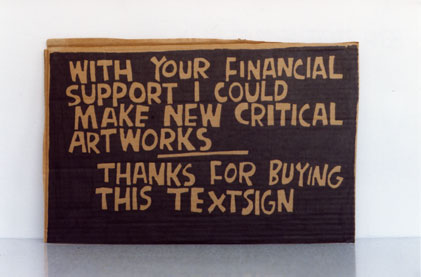 WITH YOUR FINANCIAL
SUPPORT I COULD
MAKE NEW CRITICAL
ARTWORKS
THANKS FOR BUYING
THIS TEXTSIGN